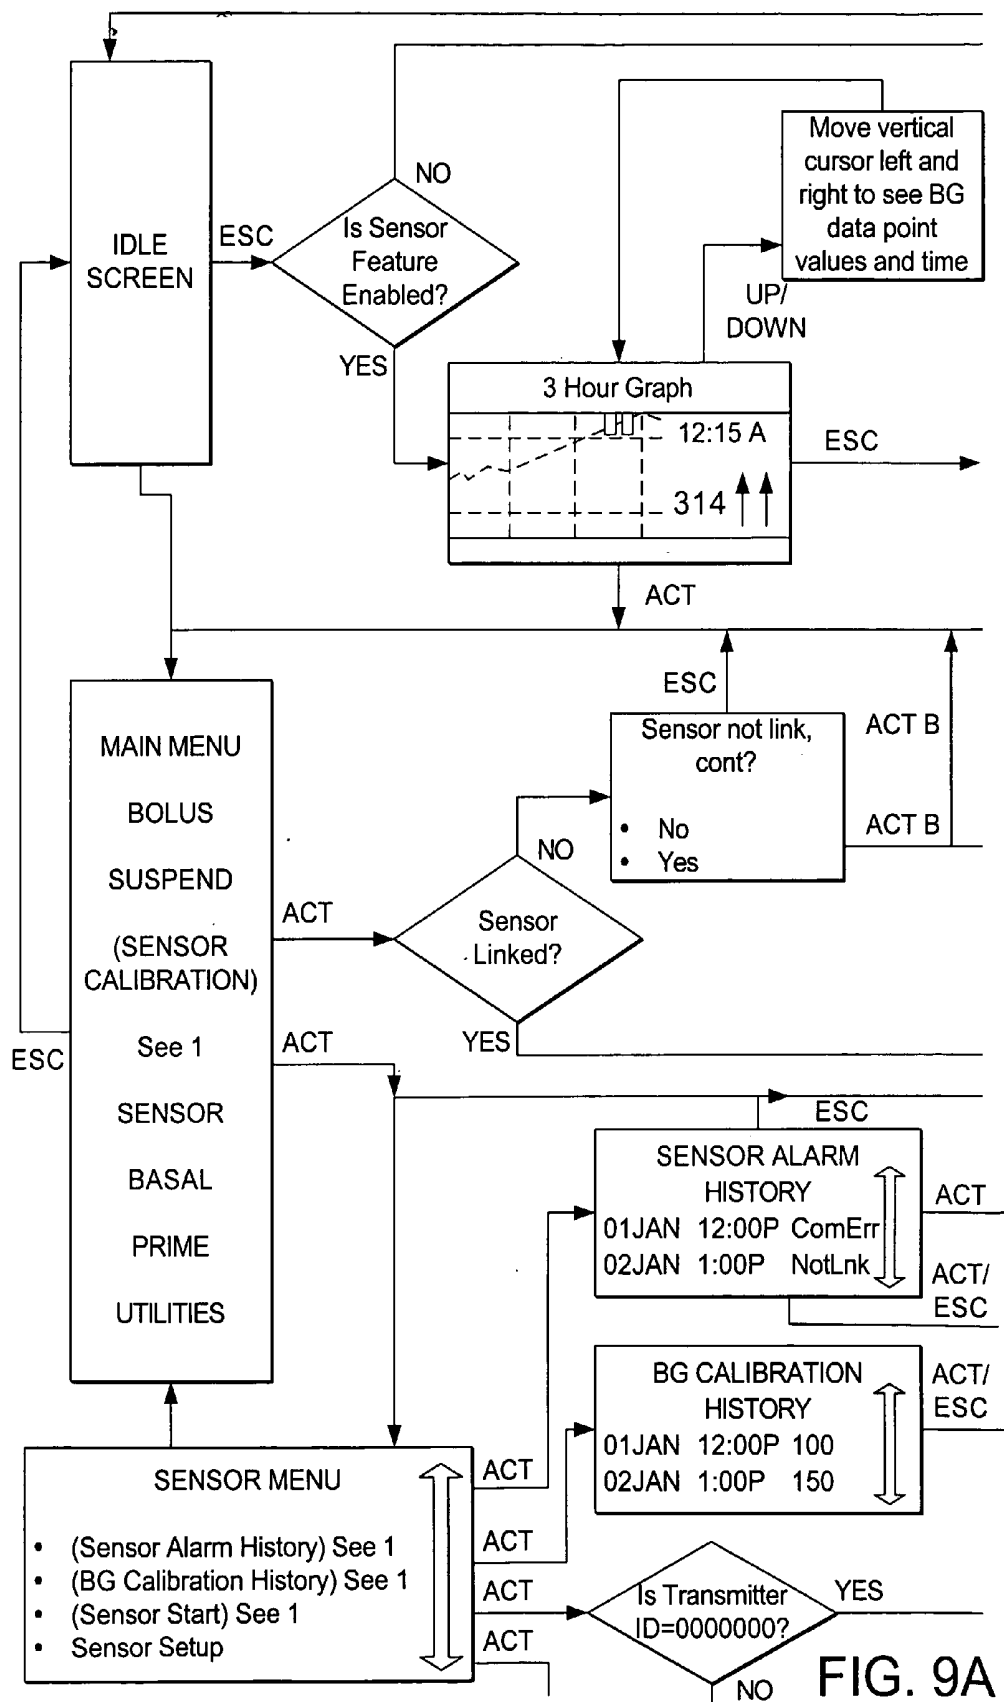 NO
Move vertical
cursor left and
right to see BG
data point
values and time
IDLE
SCREEN
ESC
Is Sensor
Feature
Enabled?
UP/
DOWN
YES
3 Hour Graph
12:15 A
314
ESC
ACT
ESC
Sensor not link,
cont?
• No
• Yes
ACT B
ACT B
MAIN MENU
BOLUS
SUSPEND
(SENSOR
CALIBRATION)
See 1
SENSOR
BASAL
PRIME
UTILITIES
ACT
NO
Sensor
Linked?
YES
ESC
ACT
ESC
SENSOR ALARM
HISTORY
01JAN 12:00P ComErr
02JAN 1:00P NotLnk
ACT
ACT/
ESC
BG CALIBRATION
HISTORY
01JAN 12:00P 100
02JAN 1:00P 150
ACT/
ESC
SENSOR MENU
• (Sensor Alarm History) See 1
• (BG Calibration History) See 1
• (Sensor Start) See 1
• Sensor Setup
ACT
ACT
ACT
ACT
Is Transmitter
ID=0000000?
YES
NO
FIG. 9A